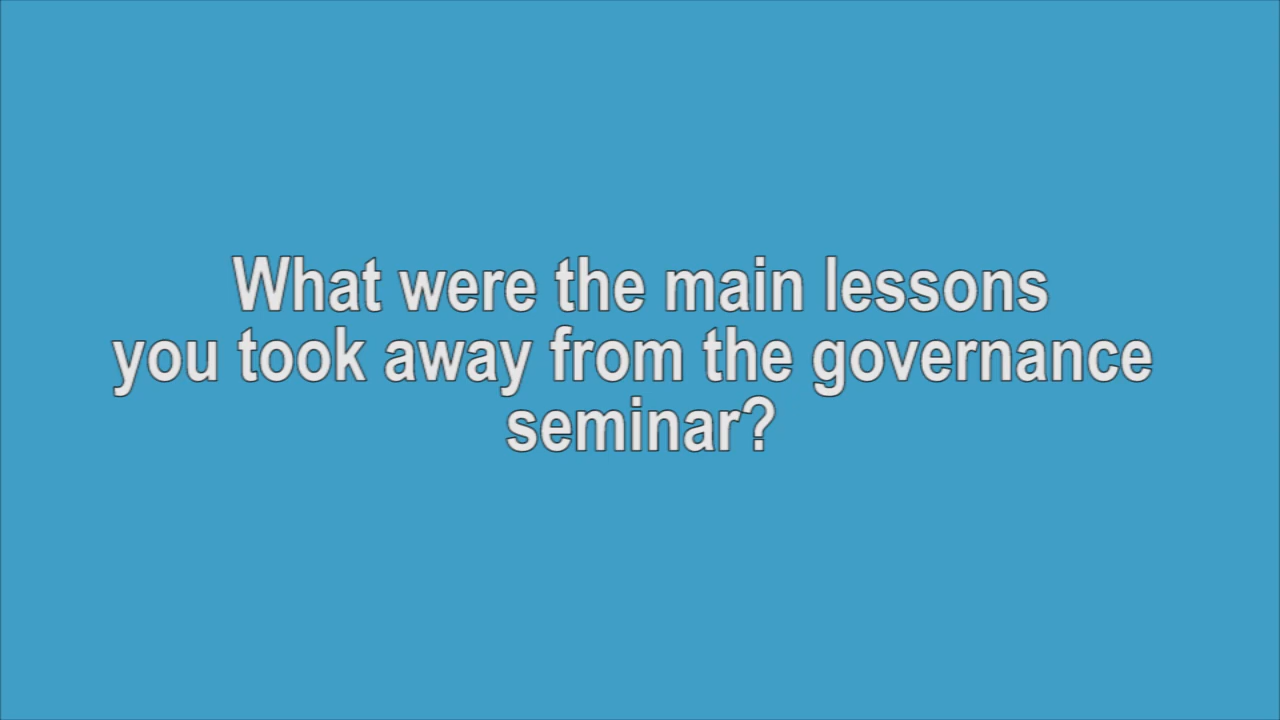 What were the main lessons
you took away from the governance
seminar?